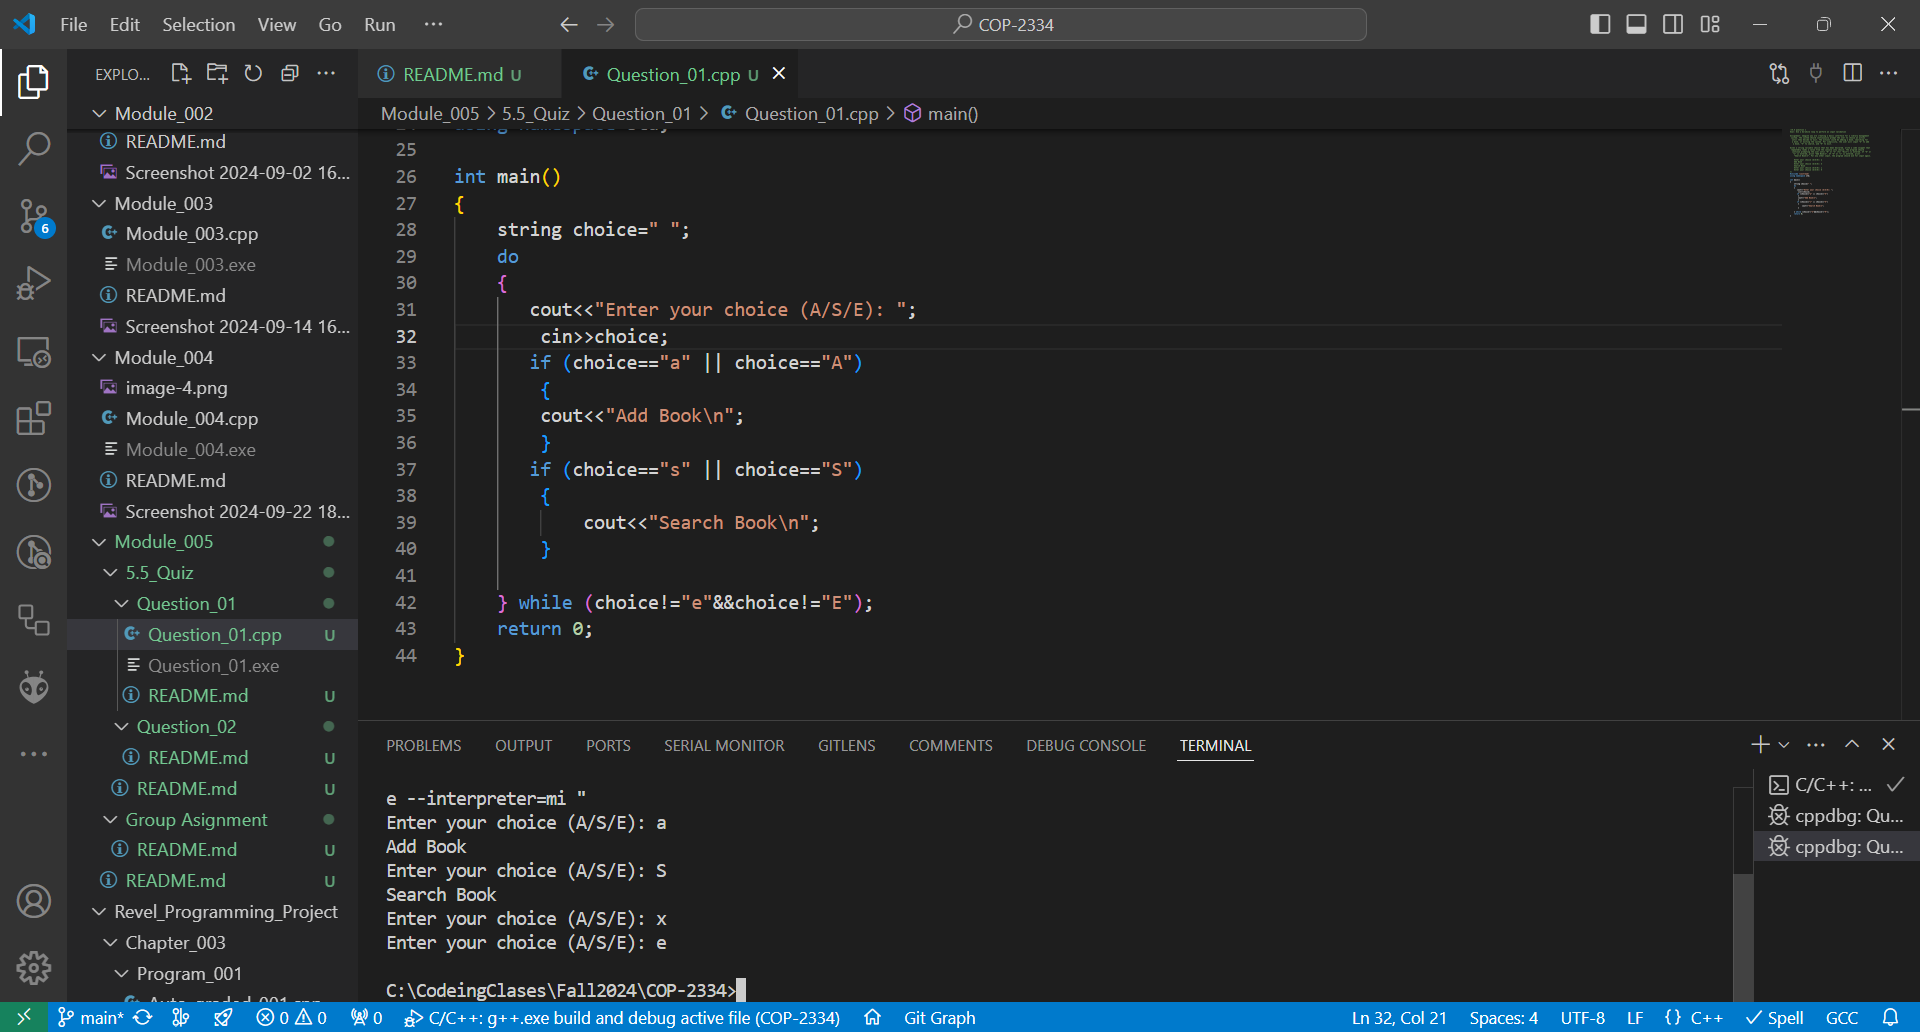 File Edit Selection View Go Run ··· COP-2334
EXPLO... README.md U Question_01.cpp U
Module_005 > 5.5_Quiz > Question_01 > Question_01.cpp > main()
Module_002
README.md
Screenshot 2024-09-02 16...
Module_003
Module_003.cpp
Module_003.exe
README.md
Screenshot 2024-09-14 16...
Module_004
image-4.png
Module_004.cpp
Module_004.exe
README.md
Screenshot 2024-09-22 18...
Module_005
5.5_Quiz
Question_01
Question_01.cpp U
Question_01.exe
README.md U
Question_02
README.md U
README.md U
Group Asignment
README.md U
README.md U
Revel_Programming_Project
Chapter_003
Program_001
6
25
26 int main()
27 {
28 string choice=" ";
29 do
30 {
31 cout<<"Enter your choice (A/S/E): ";
32 cin>>choice;
33 if (choice=="a" || choice=="A")
34 {
35 cout<<"Add Book\n";
36 }
37 if (choice=="s" || choice=="S")
38 {
39 cout<<"Search Book\n";
40 }
41
42 } while (choice!="e"&&choice!="E");
43 return 0;
44 }
PROBLEMS OUTPUT PORTS SERIAL MONITOR GITLENS COMMENTS DEBUG CONSOLE TERMINAL
e --interpreter=mi "
Enter your choice (A/S/E): a
Add Book
Enter your choice (A/S/E): S
Search Book
Enter your choice (A/S/E): x
Enter your choice (A/S/E): e
C:\CodeingClases\Fall2024\COP-2334>
C/C++: ...
cppdbg: Qu...
cppdbg: Qu...
main* 0 0 0 C/C++: g++.exe build and debug active file (COP-2334) Git Graph Ln 32, Col 21 Spaces: 4 UTF-8 LF {} C++ Spell GCC